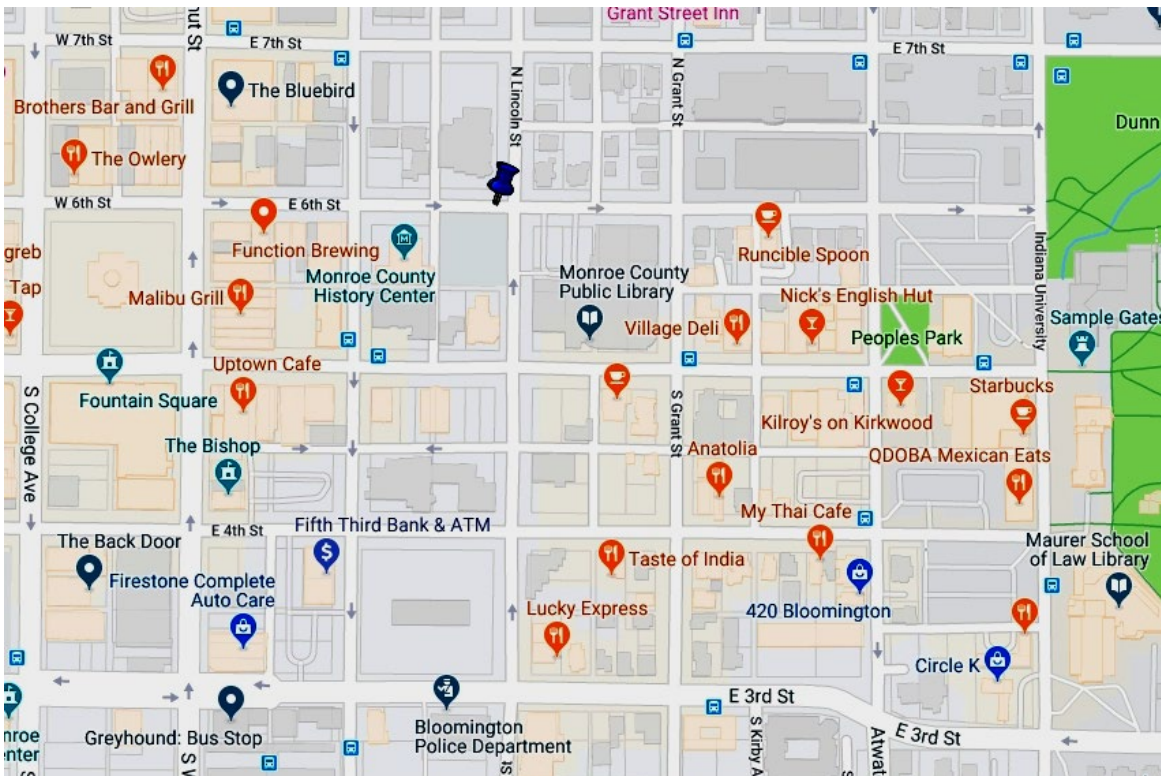 Grant Street Inn
W 7th St
E 7th St
E 7th St
N Lincoln St
N Grant St
The Bluebird
Brothers Bar and Grill
Dunn
The Owlery
W 6th St
E 6th St
Function Brewing
Runcible Spoon
Indiana University
Monroe County
History Center
Monroe County
Public Library
Malibu Grill
Nick's English Hut
Tap
Village Deli
Peoples Park
Sample Gates
Uptown Cafe
Fountain Square
Starbucks
S College Ave
S Grant St
Kilroy's on Kirkwood
The Bishop
Anatolia
QDOBA Mexican Eats
My Thai Cafe
E 4th St
Fifth Third Bank & ATM
The Back Door
Maurer School
of Law Library
Taste of India
Firestone Complete
Auto Care
Lucky Express
420 Bloomington
Circle K
E 3rd St
E 3rd St
Greyhound: Bus Stop
Bloomington
Police Department
S Kirby A
Atwat